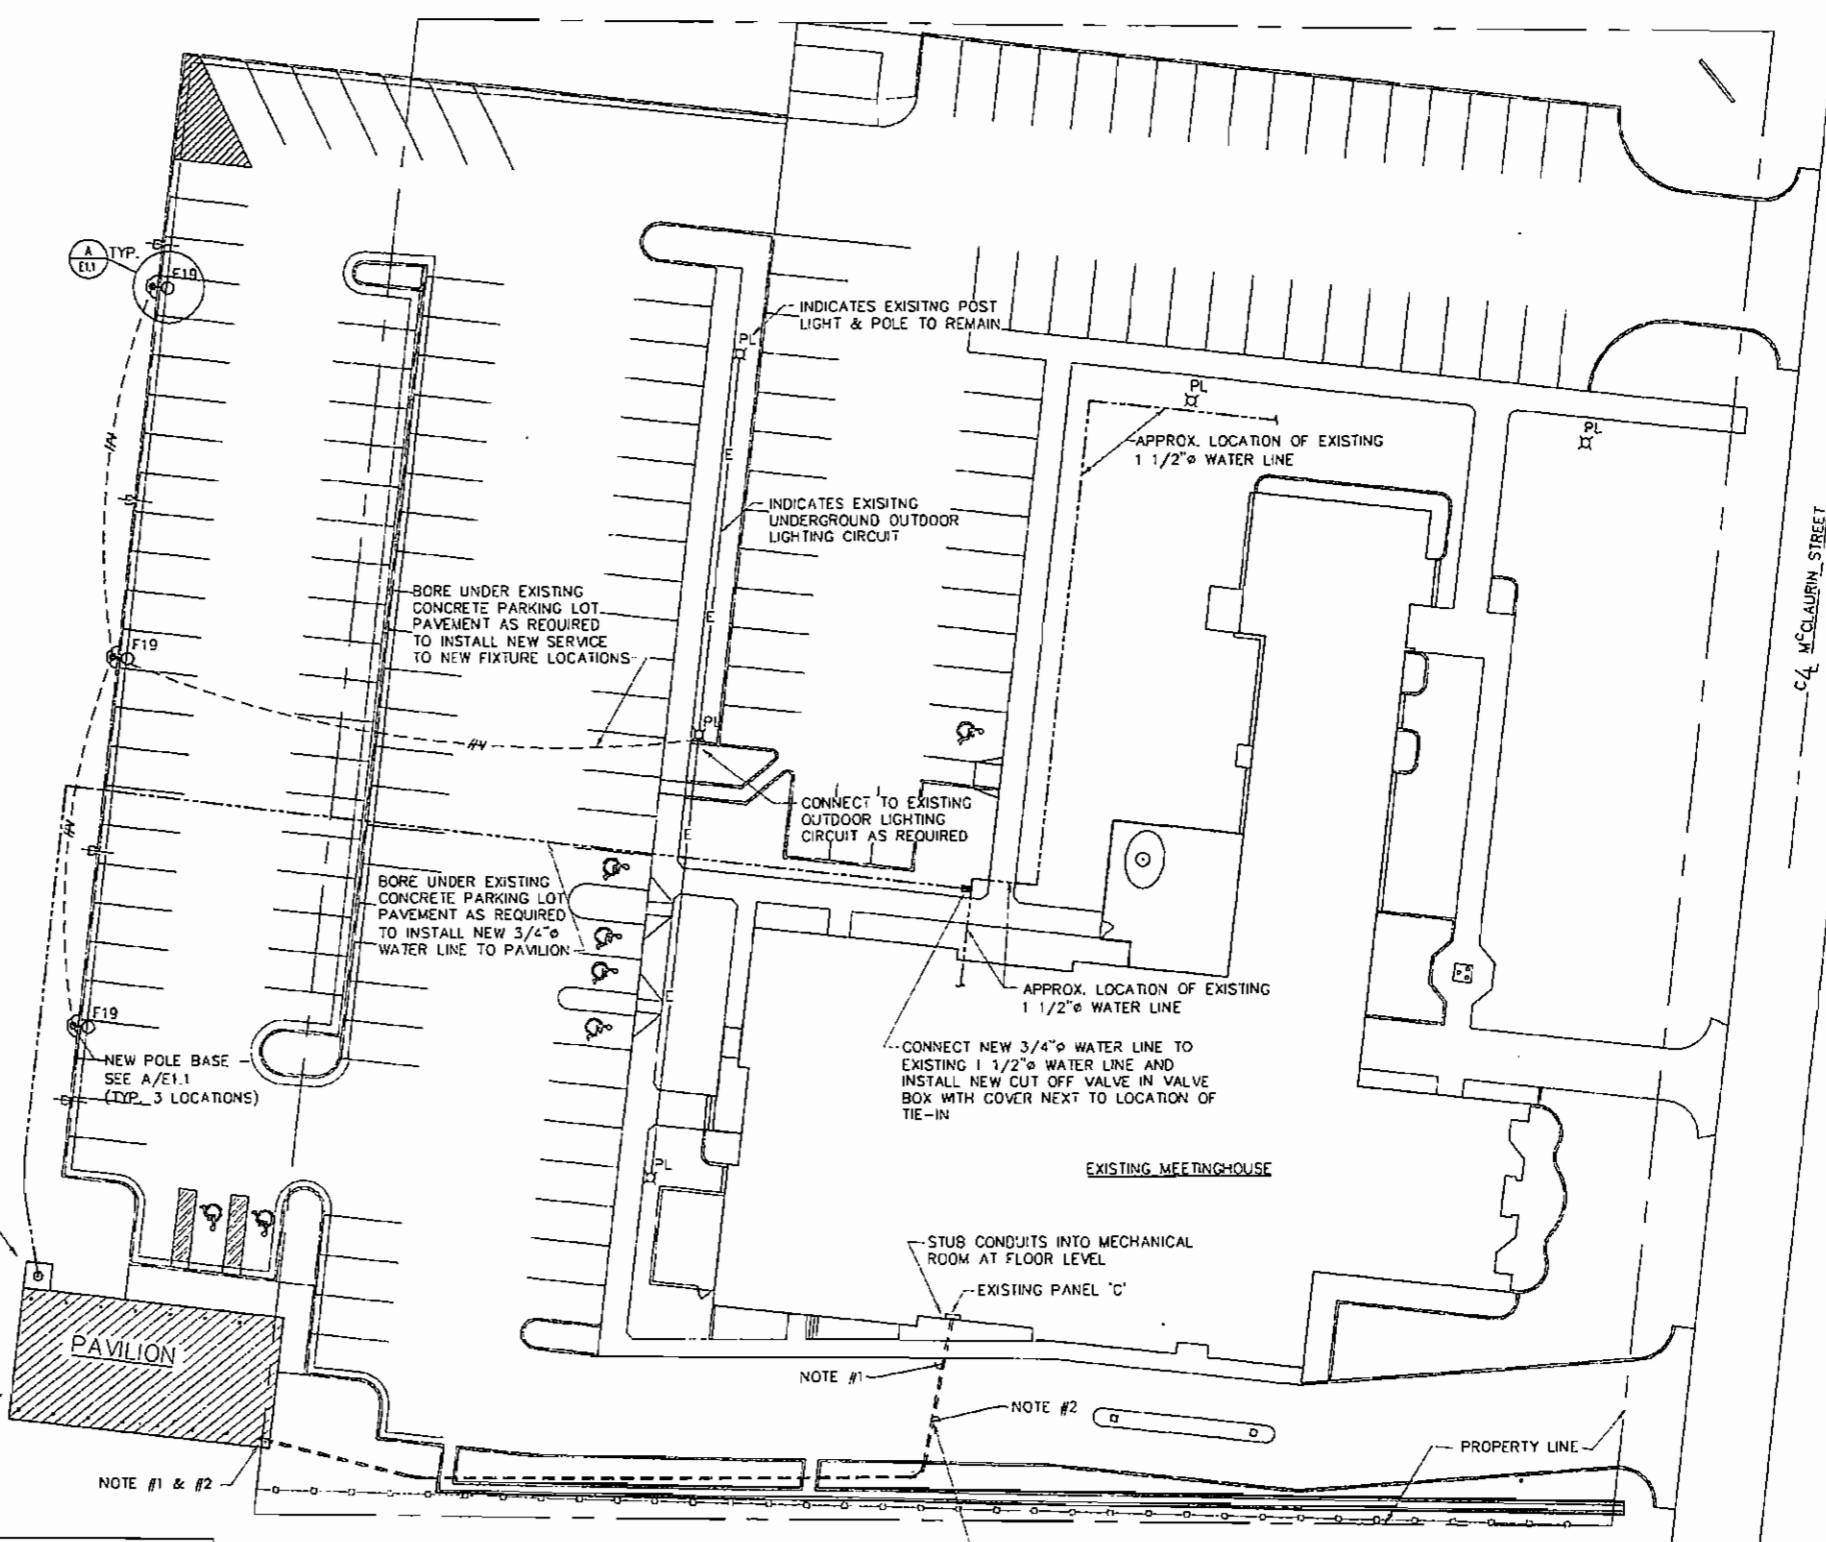 A
E1.1
TYP.
F19
INDICATES EXISITNG POST
LIGHT & POLE TO REMAIN
PL
PL
PL
APPROX. LOCATION OF EXISTING
1 1/2"ø WATER LINE
E
INDICATES EXISITNG
UNDERGROUND OUTDOOR
LIGHTING CIRCUIT
C L McCLAURIN STREET
BORE UNDER EXISTING
CONCRETE PARKING LOT
PAVEMENT AS REQUIRED
TO INSTALL NEW SERVICE
TO NEW FIXTURE LOCATIONS
E
F19
PL
CONNECT TO EXISTING
OUTDOOR LIGHTING
CIRCUIT AS REQUIRED
E
BORE UNDER EXISTING
CONCRETE PARKING LOT
PAVEMENT AS REQUIRED
TO INSTALL NEW 3/4"ø
WATER LINE TO PAVILION
E
APPROX. LOCATION OF EXISTING
1 1/2"ø WATER LINE
F19
NEW POLE BASE
SEE A/E1.1
(TYP. 3 LOCATIONS)
CONNECT NEW 3/4"ø WATER LINE TO
EXISTING 1 1/2"ø WATER LINE AND
INSTALL NEW CUT OFF VALVE IN VALVE
BOX WITH COVER NEXT TO LOCATION OF
TIE-IN
PL
EXISTING MEETINGHOUSE
STUB CONDUITS INTO MECHANICAL
ROOM AT FLOOR LEVEL
EXISTING PANEL 'C'
PAVILION
NOTE #1
NOTE #2
PROPERTY LINE
NOTE #1 & #2